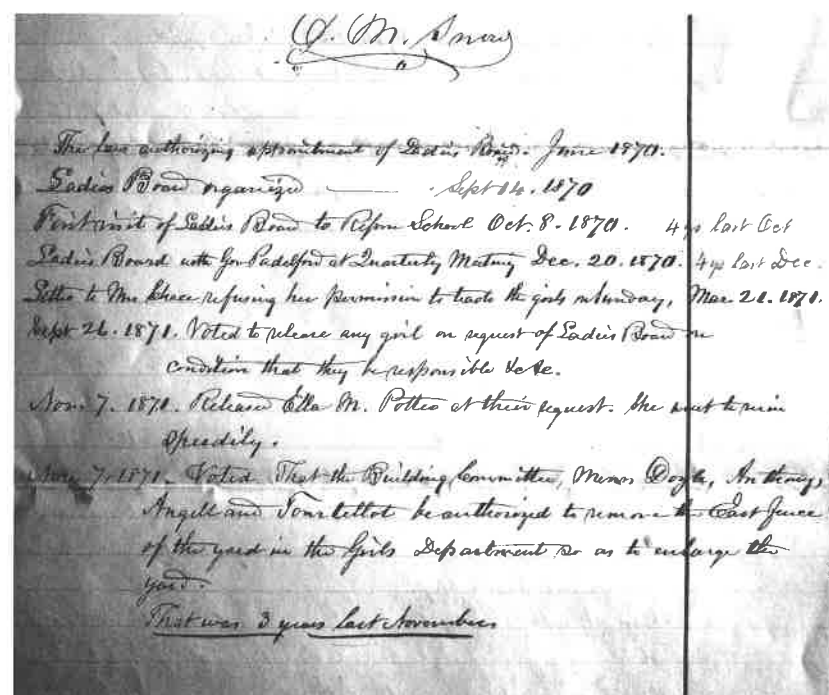 M. Snow
The law authorizing appointment of Ladies Board. June 1870.
Ladies Board organized — Sept 14. 1870
First visit of Ladies Board to Reform School Oct. 8. 1870. 4 yrs last Oct
Ladies Board with Gov Padelford at Quarterly Meeting Dec. 20. 1870. 4 yrs last Dec.
Letter to Mrs Chace refusing her permission to teach the girls on Sunday, Mar. 21. 1871.
Sept 26. 1871. Voted to release any girl on request of Ladies Board on
condition that they be responsible &c &c.
Nov. 7. 1871. Released Ella M. Potter at their request. She went to ruin
speedily.
Nov 7. 1871. Voted That the Building Committee, Messrs Doyle, Anthony,
Angell and Tourtellot be authorized to remove the East fence
of the yard in the Girls Department so as to enlarge the
yard.
That was 3 years last November